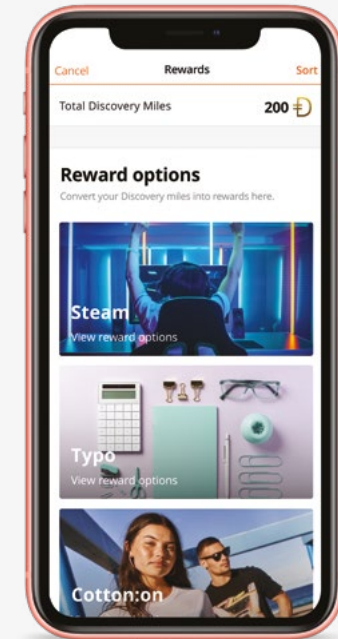 Cancel Rewards Sort
Total Discovery Miles 200
Reward options
Convert your Discovery miles into rewards here.
Steam
View reward options
Typo
View reward options
Cotton:on